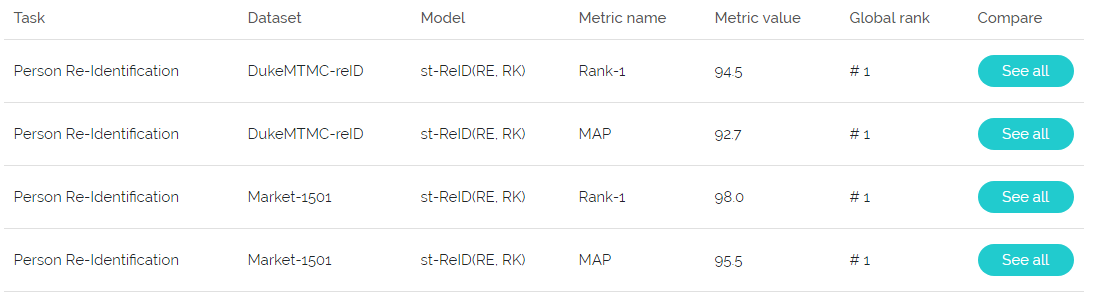 Task Dataset Model Metric name Metric value Global rank Compare
Person Re-Identification DukeMTMC-reID st-ReID(RE, RK) Rank-1 94.5 # 1 See all
Person Re-Identification DukeMTMC-reID st-ReID(RE, RK) MAP 92.7 # 1 See all
Person Re-Identification Market-1501 st-ReID(RE, RK) Rank-1 98.0 # 1 See all
Person Re-Identification Market-1501 st-ReID(RE, RK) MAP 95.5 # 1 See all